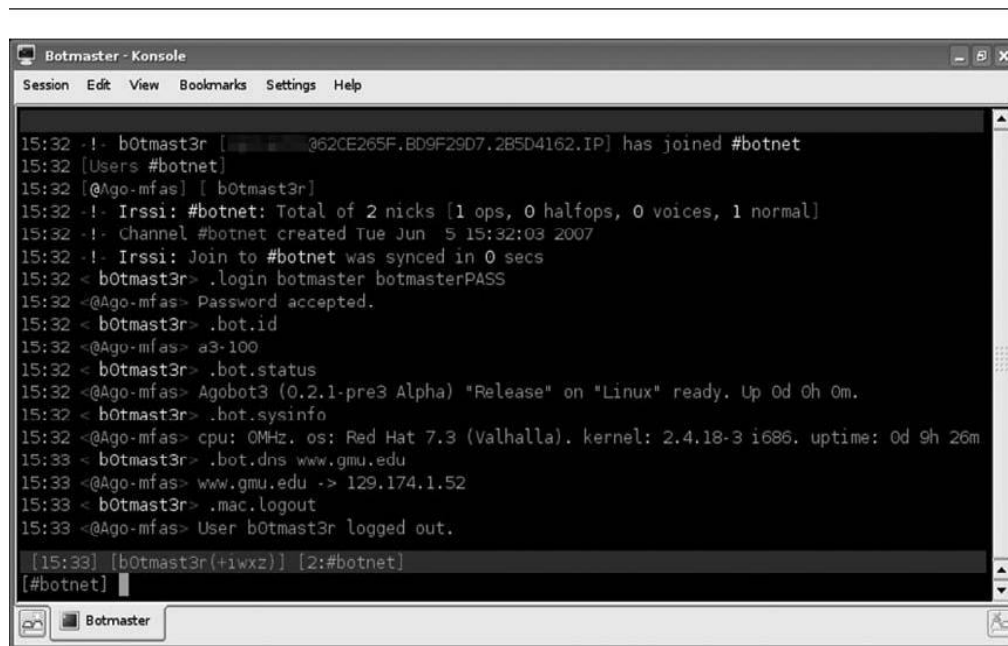 Botmaster - Konsole
Session Edit View Bookmarks Settings Help
15:32 -!- b0tmast3r [ @62CE265F.BD9F29D7.2B5D4162.IP] has joined #botnet
15:32 [Users #botnet]
15:32 [@Ago-mfas] [ b0tmast3r]
15:32 -!- Irssi: #botnet: Total of 2 nicks [1 ops, 0 halfops, 0 voices, 1 normal]
15:32 -!- Channel #botnet created Tue Jun 5 15:32:03 2007
15:32 -!- Irssi: Join to #botnet was synced in 0 secs
15:32 < b0tmast3r> .login botmaster botmasterPASS
15:32 <@Ago-mfas> Password accepted.
15:32 < b0tmast3r> .bot.id
15:32 <@Ago-mfas> a3-100
15:32 < b0tmast3r> .bot.status
15:32 <@Ago-mfas> Agobot3 (0.2.1-pre3 Alpha) "Release" on "Linux" ready. Up 0d 0h 0m.
15:32 < b0tmast3r> .bot.sysinfo
15:32 <@Ago-mfas> cpu: 0MHz. os: Red Hat 7.3 (Valhalla). kernel: 2.4.18-3 i686. uptime: 0d 9h 26m
15:33 < b0tmast3r> .bot.dns www.gmu.edu
15:33 <@Ago-mfas> www.gmu.edu -> 129.174.1.52
15:33 < b0tmast3r> .mac.logout
15:33 <@Ago-mfas> User b0tmast3r logged out.
[15:33] [b0tmast3r(+iwxz)] [2:#botnet]
[#botnet]
Botmaster